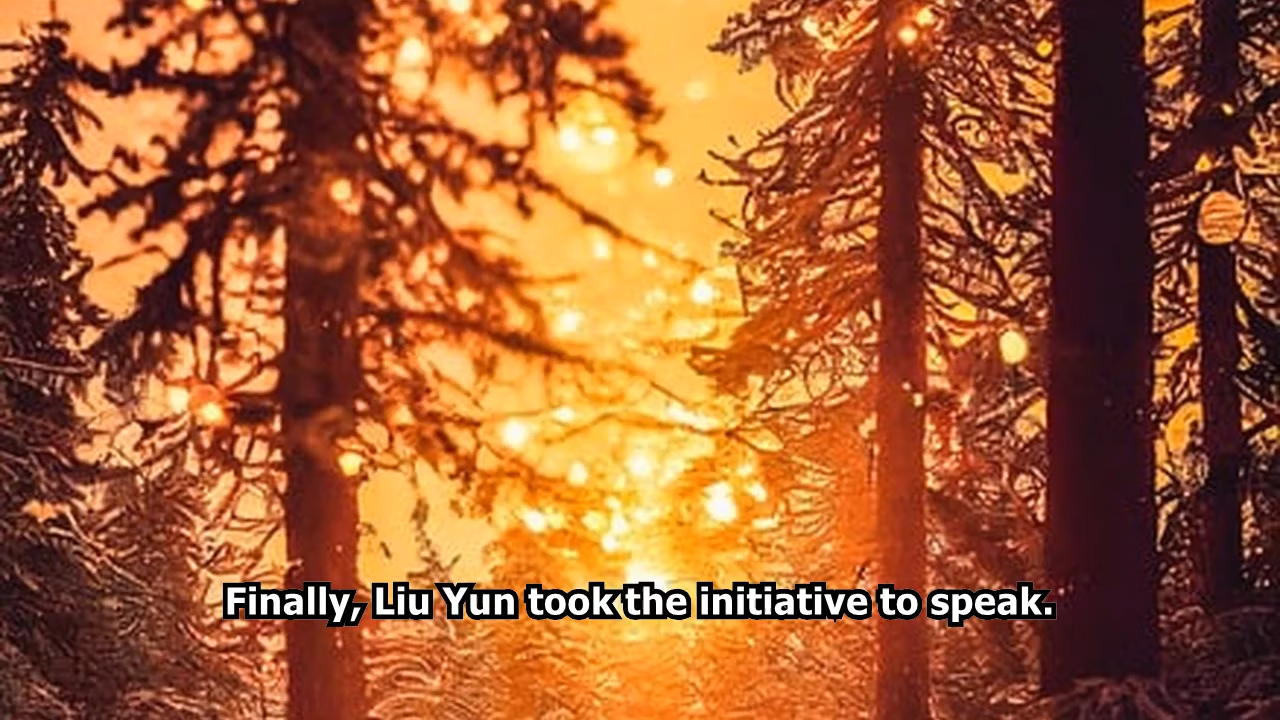 Finally, Liu Yun took the initiative to speak.